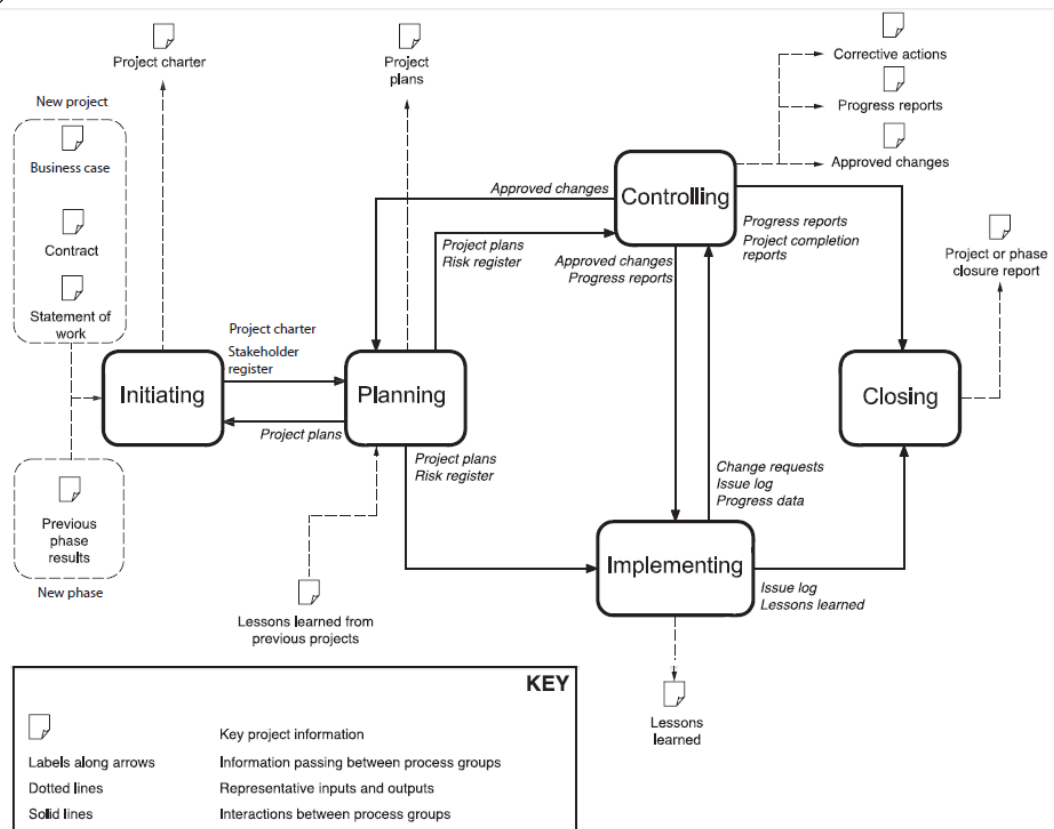 Project charter
Project
plans
Corrective actions
Progress reports
Approved changes
New project
Business case
Contract
Statement of
work
Approved changes
Controlling
Project plans
Risk register
Approved changes
Progress reports
Progress reports
Project completion
reports
Project or phase
closure report
Project charter
Stakeholder
register
Initiating
Planning
Closing
Project plans
Project plans
Risk register
Change requests
Issue log
Progress data
Previous
phase
results
New phase
Implementing
Issue log
Lessons learned
Lessons learned from
previous projects
Lessons
learned
KEY
Key project information
Labels along arrows Information passing between process groups
Dotted lines Representative inputs and outputs
Solid lines Interactions between process groups